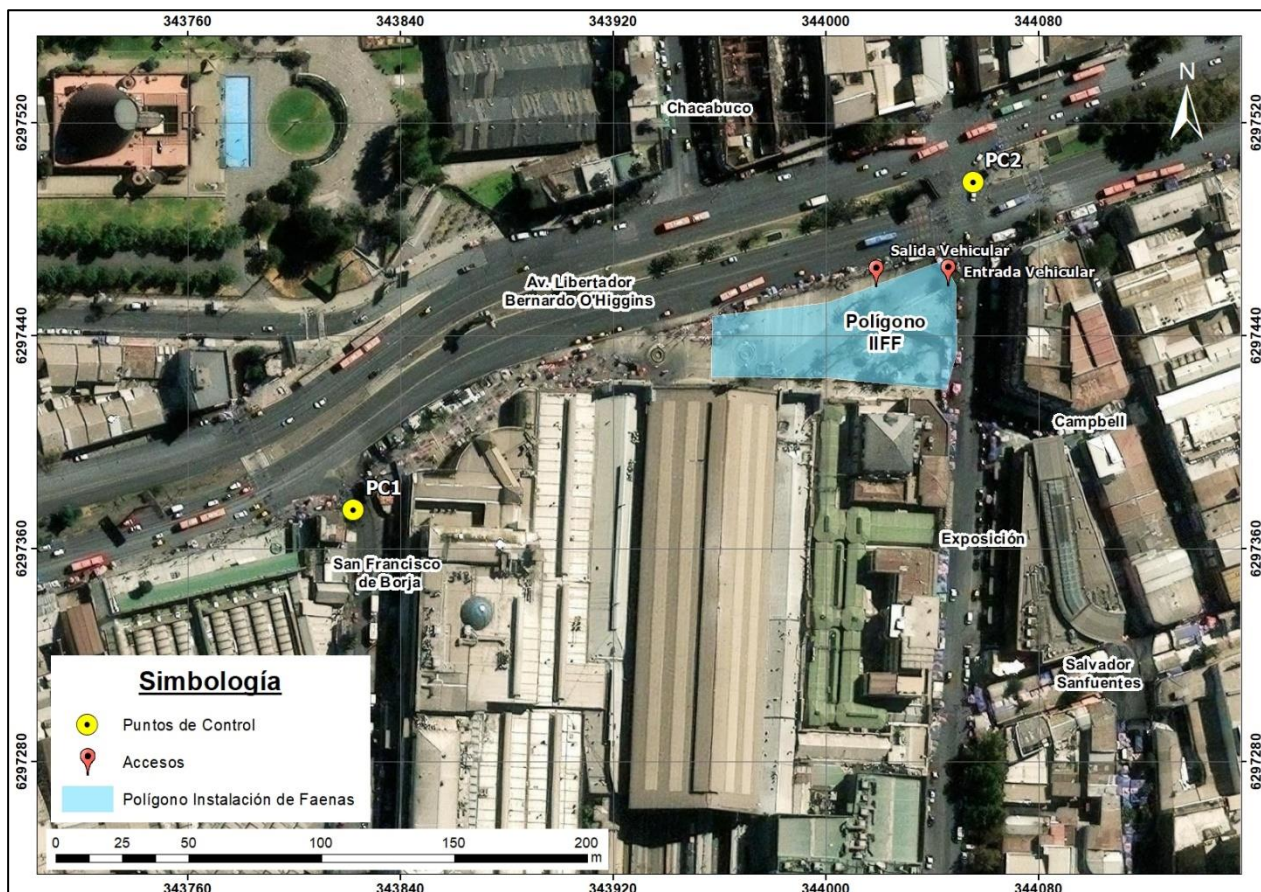 343760 343840 343920 344000 344080
6297520 6297520
N
Chacabuco
PC2
Salida Vehicular
Entrada Vehicular
Av. Libertador
Bernardo O'Higgins
Polígono
IIFF
6297440 6297440
Campbell
PC1
Exposición
6297360 6297360
San Francisco
de Borja
Salvador
Sanfuentes
Simbología
Puntos de Control
Accesos
Polígono Instalación de Faenas
6297280 6297280
0 25 50 100 150 200
m
343760 343840 343920 344000 344080